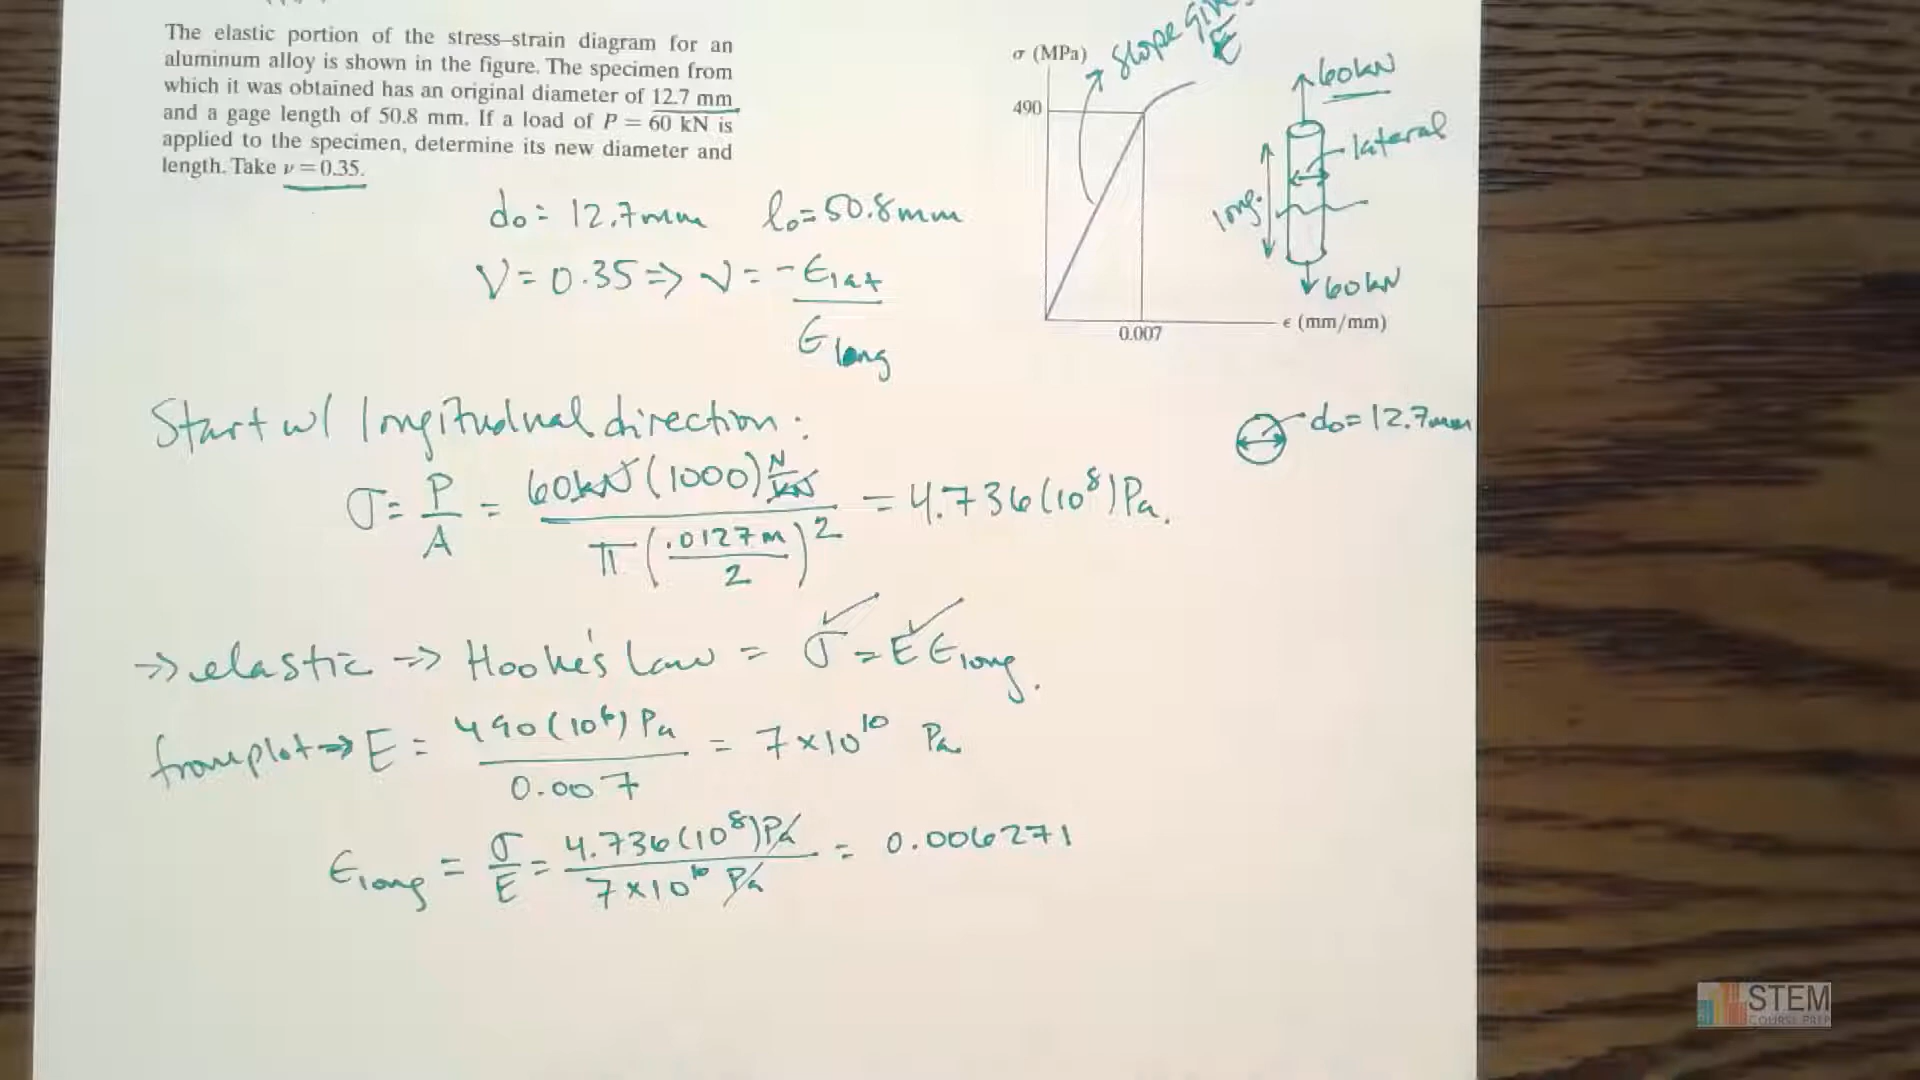 The elastic portion of the stress–strain diagram for an
aluminum alloy is shown in the figure. The specimen from
which it was obtained has an original diameter of 12.7 mm
and a gage length of 50.8 mm. If a load of P = 60 kN is
applied to the specimen, determine its new diameter and
length. Take ν = 0.35.
σ (MPa)
slope
E
490
0.007
ϵ (mm/mm)
60kN
lateral
long.
60kN
d₀ = 12.7mm l₀ = 50.8mm
ν = 0.35 => ν = -ϵlat / ϵlong
Start w/ longitudnal direction:
d₀ = 12.7mm
σ = P/A = 60kN (1000) N/kN / π (.0127m / 2)² = 4.736 (10⁸) Pa.
→ elastic → Hooke's Law = σ = E ϵlong.
from plot → E = 490 (10⁶) Pa / 0.007 = 7 × 10¹⁰ Pa
ϵlong = σ/E = 4.736 (10⁸) Pa / 7 × 10¹⁰ Pa = 0.006271
STEM
COURSE PREP